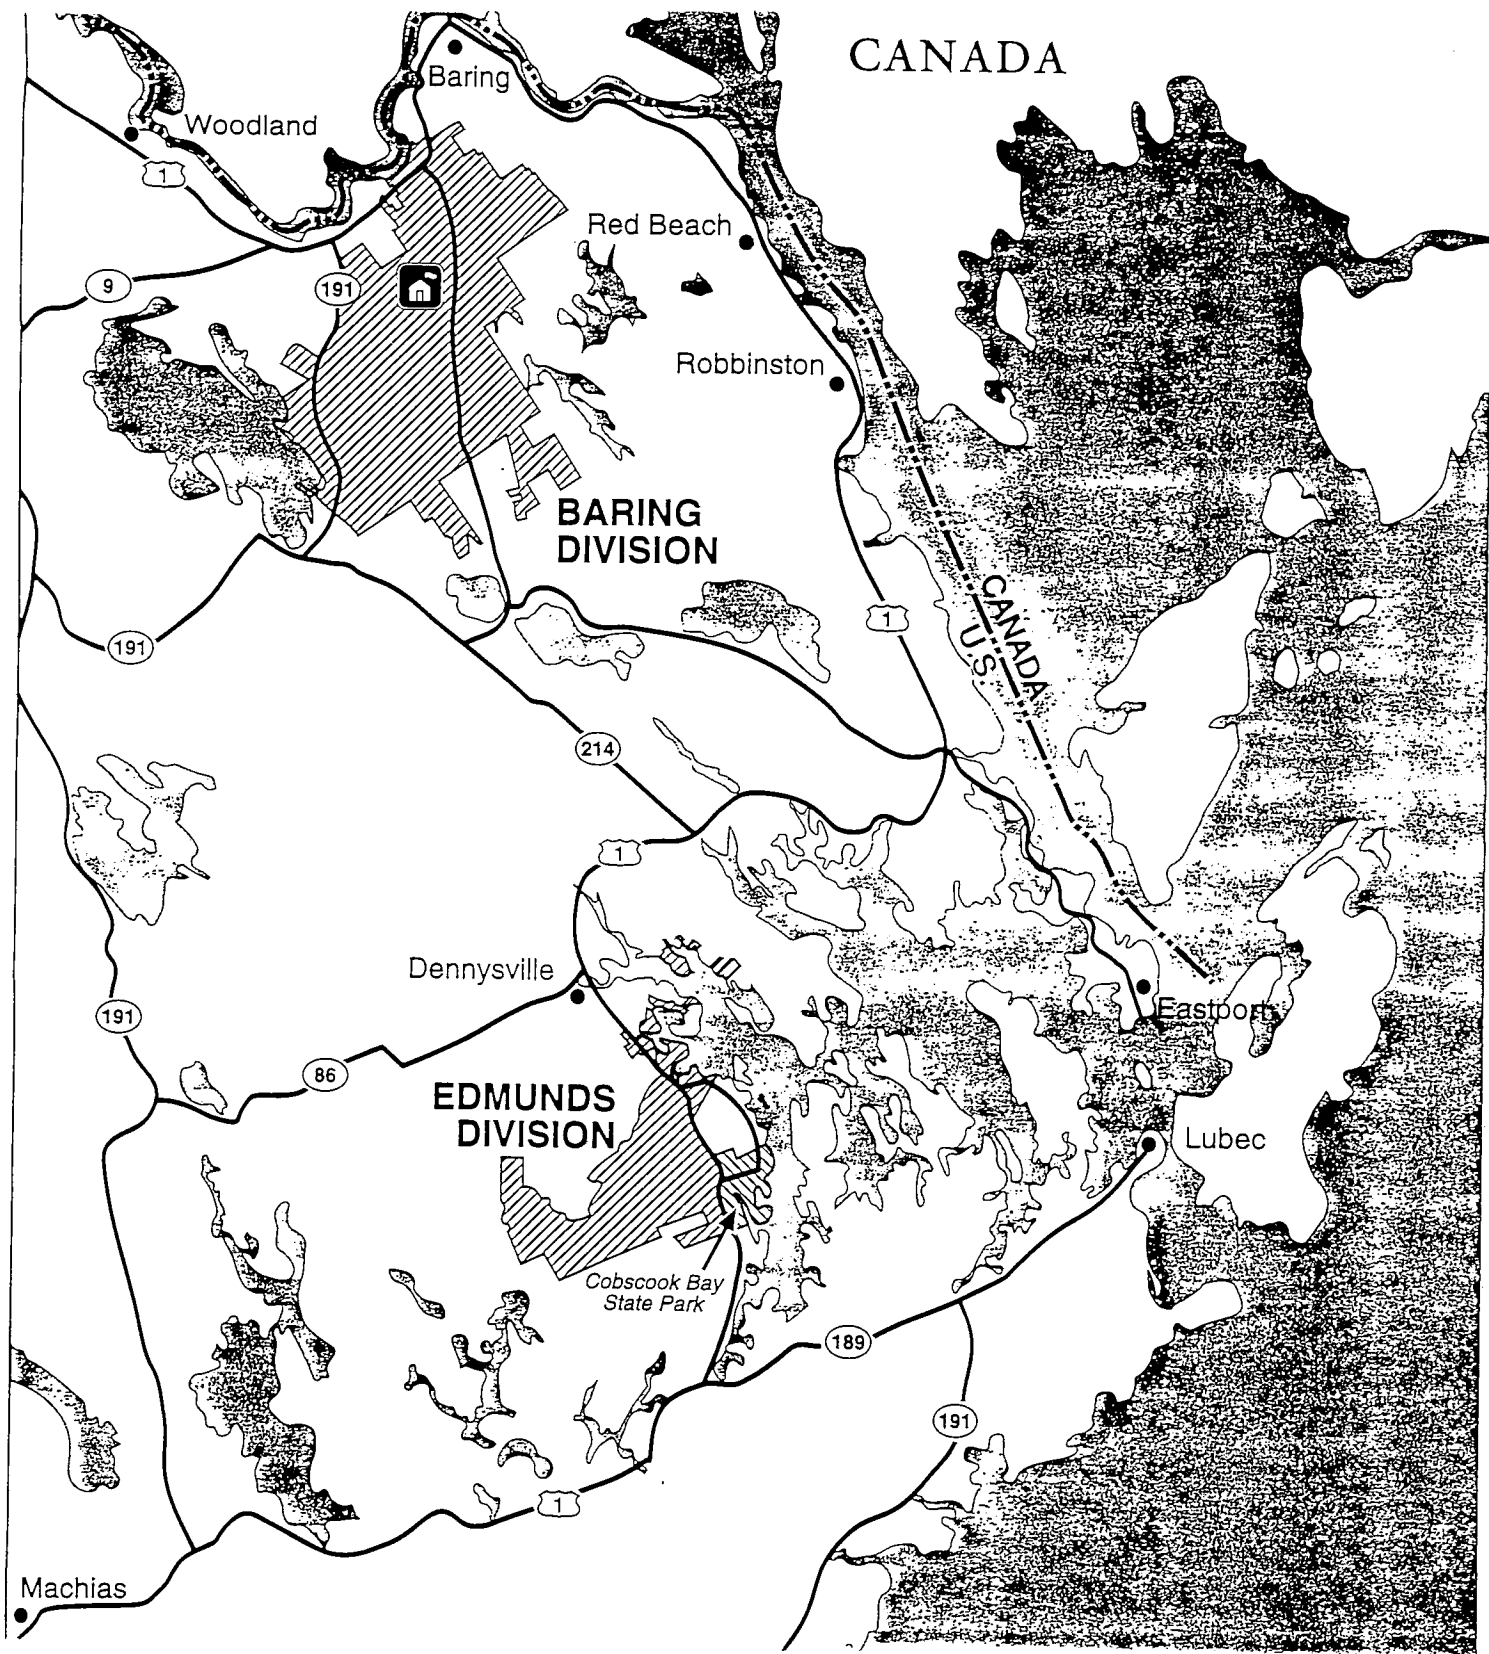 CANADA
Baring
Woodland
1
Red Beach
9
191
Robbinston
BARING
DIVISION
CANADA
U.S.
1
191
214
1
Dennysville
Eastport
191
86
EDMUNDS
DIVISION
Lubec
Cobscook Bay
State Park
189
191
1
Machias